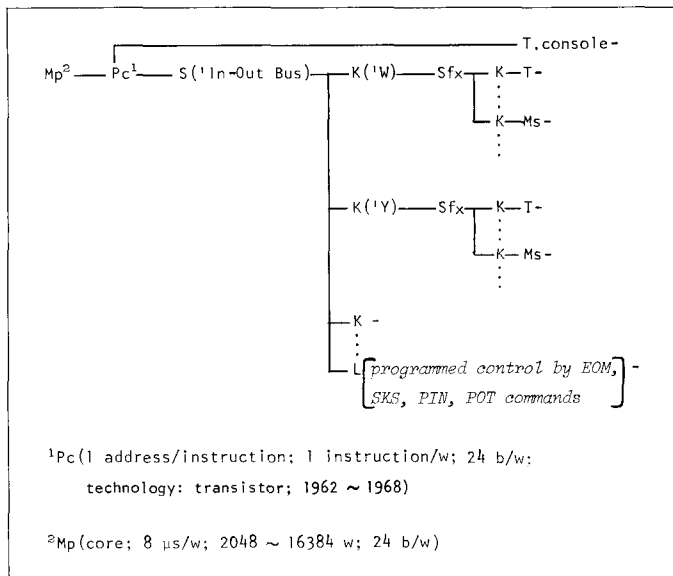 T.console-
Mp² — Pc¹ — S('In-Out Bus) — K('W) — Sfx — K—T-
K—Ms-
K('Y) — Sfx — K—T-
K—Ms-
K -
L [programmed control by EOM, -
SKS, PIN, POT commands]
¹Pc(1 address/instruction; 1 instruction/w; 24 b/w;
technology: transistor; 1962 ~ 1968)
²Mp(core; 8 μs/w; 2048 ~ 16384 w; 24 b/w)